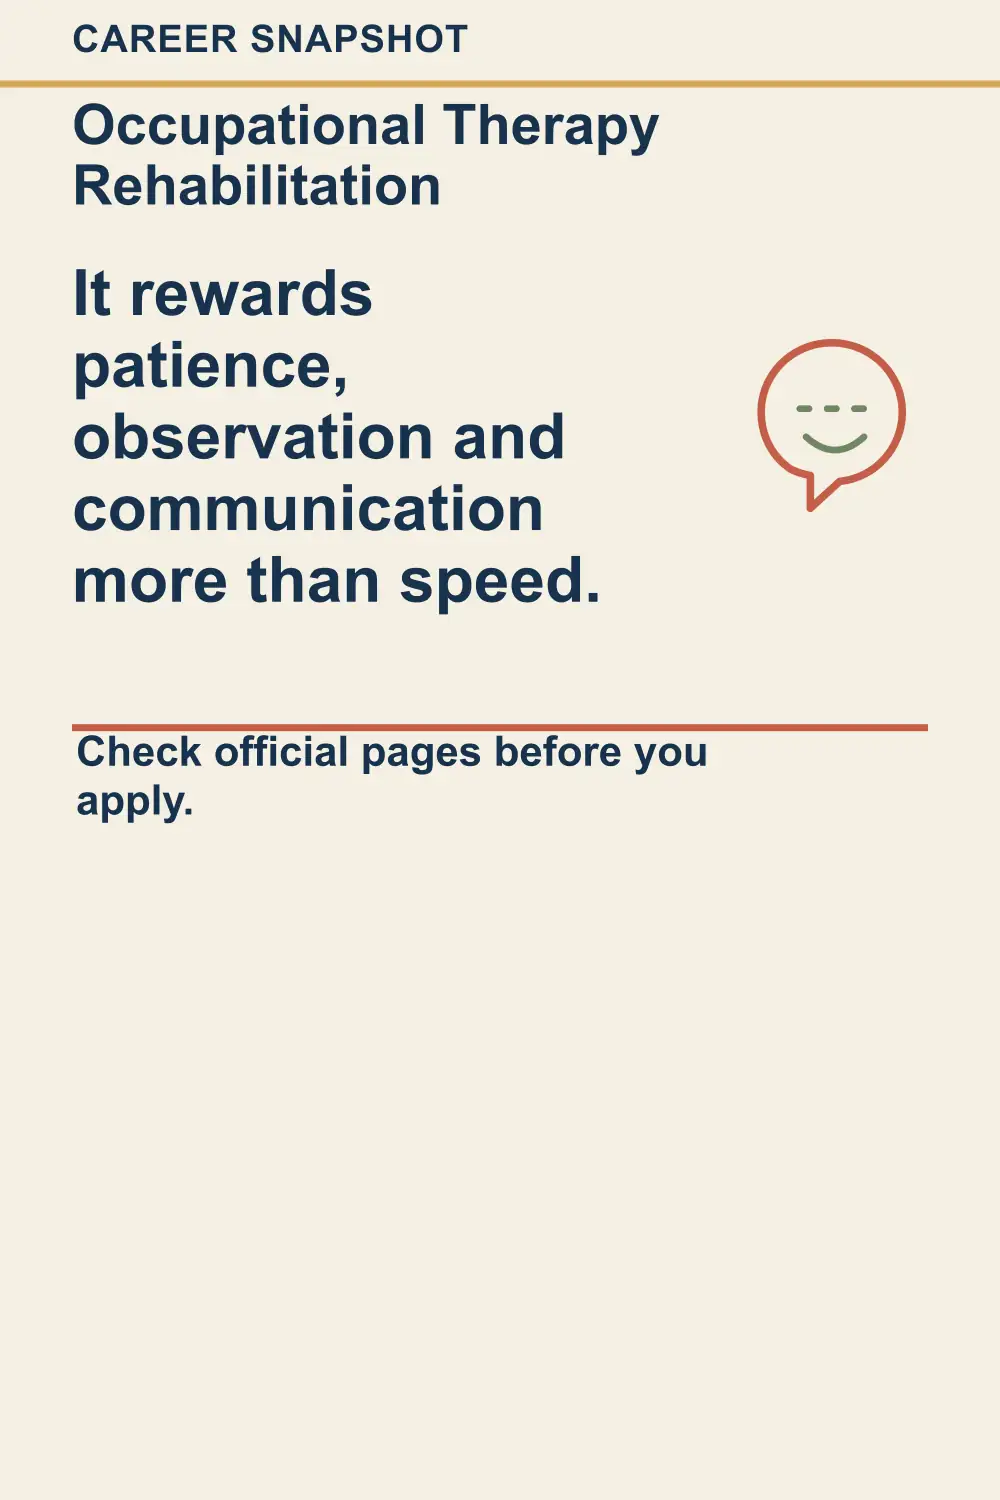 CAREER SNAPSHOT
Occupational Therapy
Rehabilitation
It rewards
patience,
observation and
communication
more than speed.
Check official pages before you
apply.